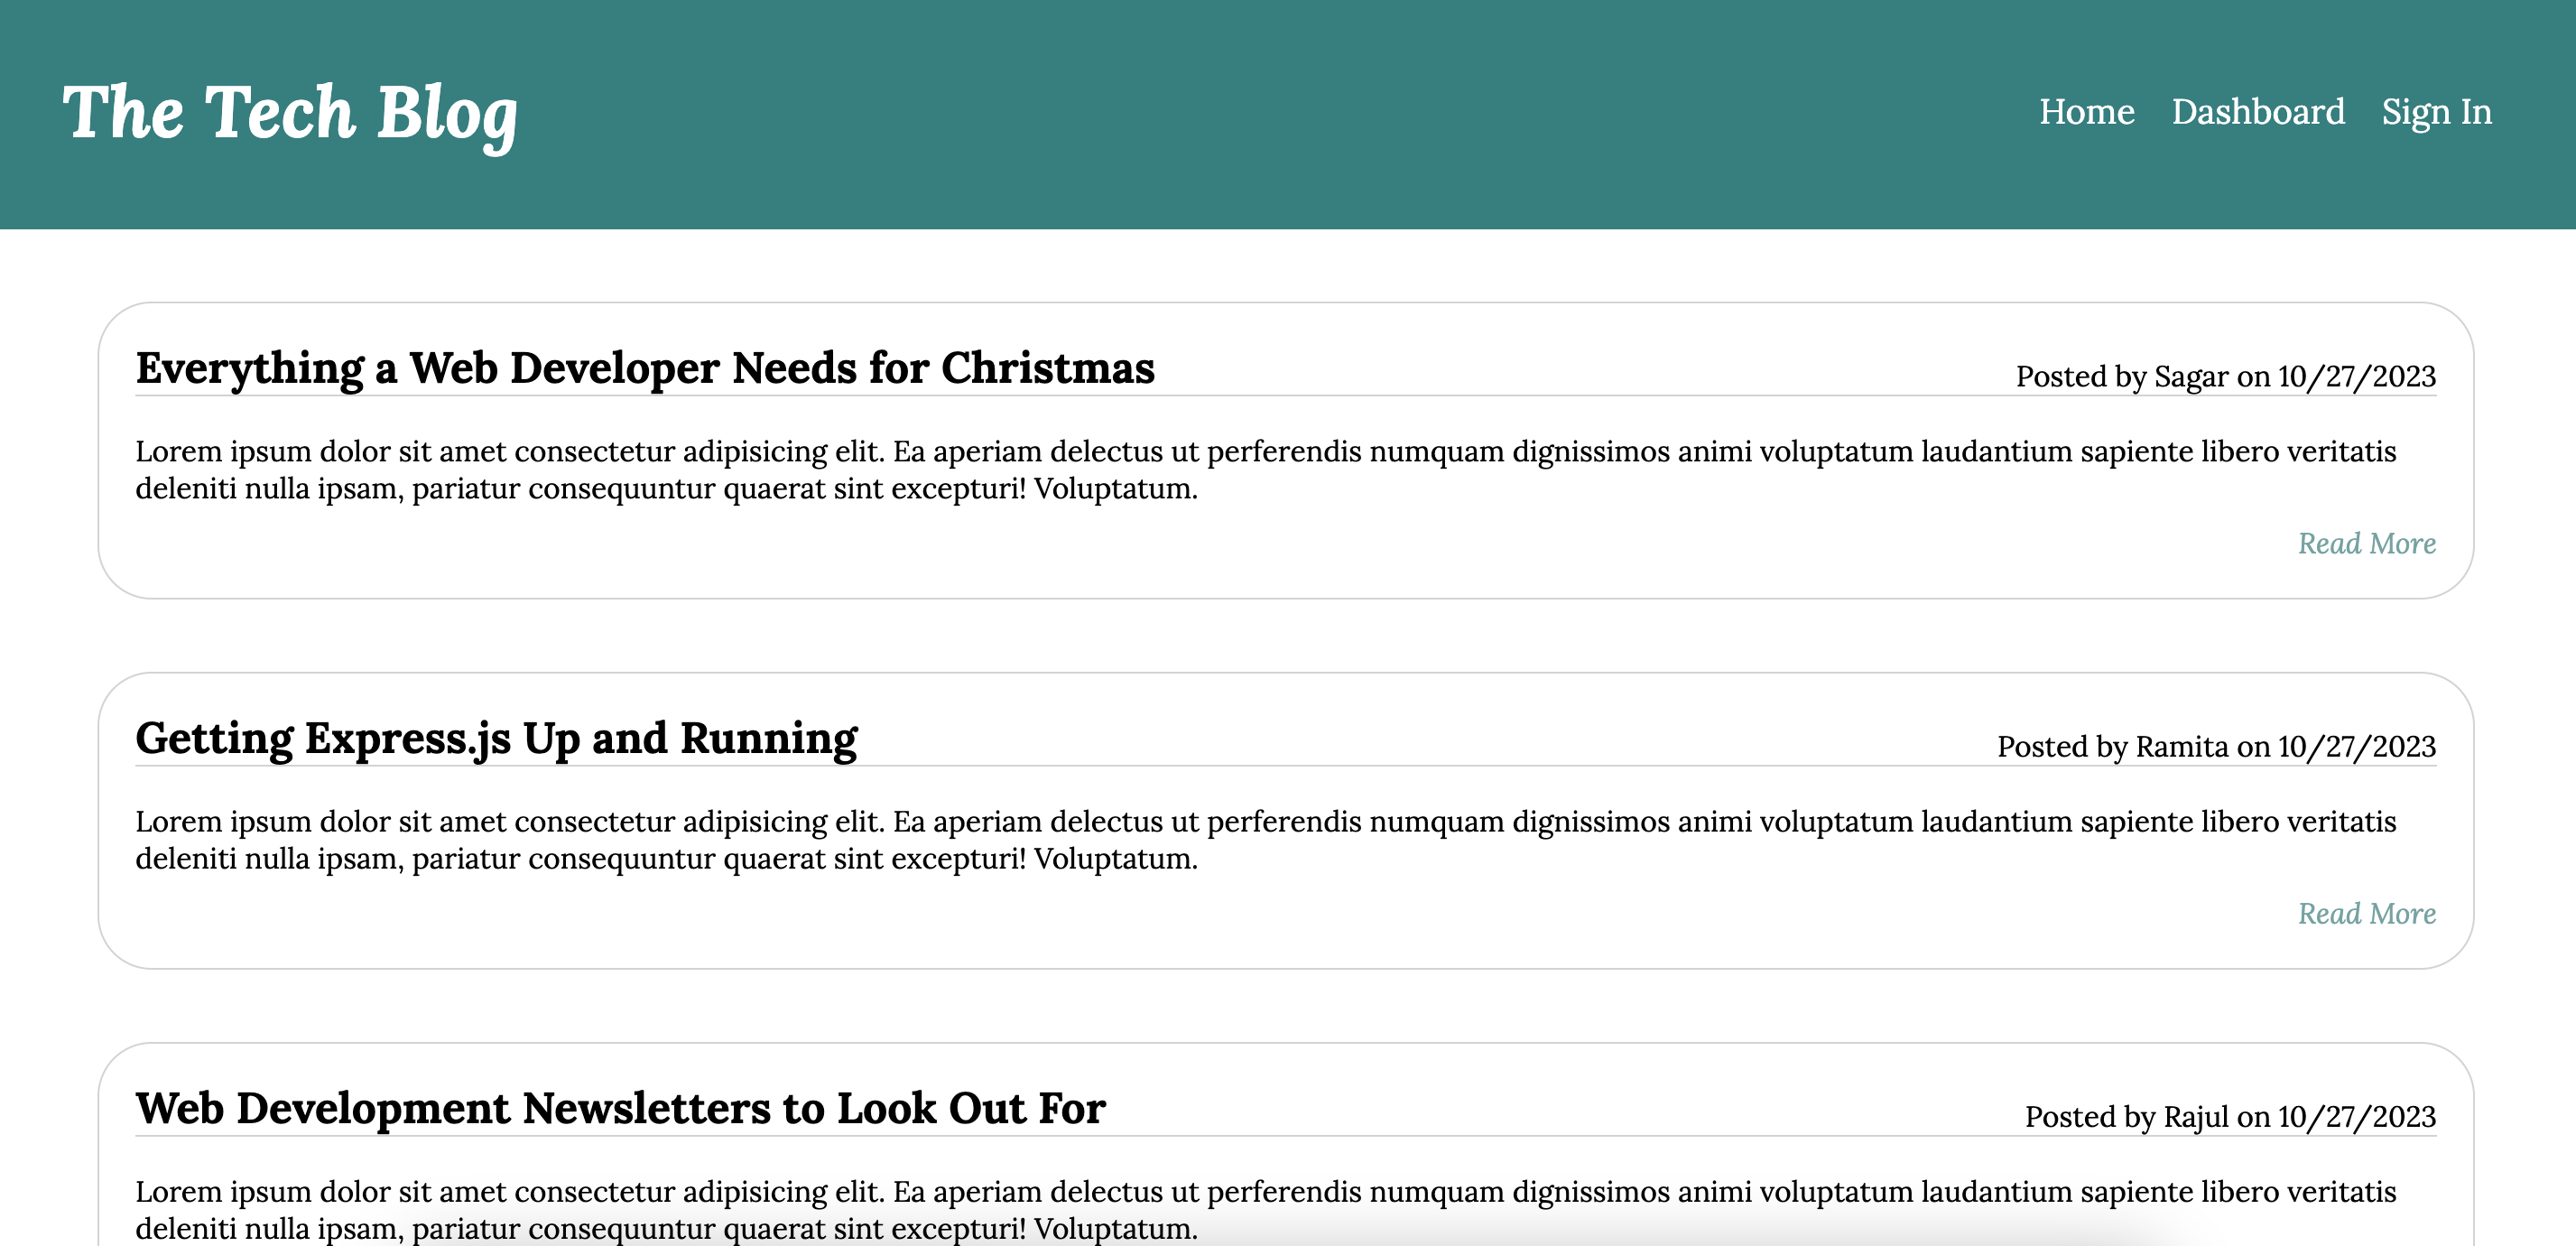 The Tech Blog
Home Dashboard Sign In
Everything a Web Developer Needs for Christmas
Posted by Sagar on 10/27/2023
Lorem ipsum dolor sit amet consectetur adipisicing elit. Ea aperiam delectus ut perferendis numquam dignissimos animi voluptatum laudantium sapiente libero veritatis
deleniti nulla ipsam, pariatur consequuntur quaerat sint excepturi! Voluptatum.
Read More
Getting Express.js Up and Running
Posted by Ramita on 10/27/2023
Lorem ipsum dolor sit amet consectetur adipisicing elit. Ea aperiam delectus ut perferendis numquam dignissimos animi voluptatum laudantium sapiente libero veritatis
deleniti nulla ipsam, pariatur consequuntur quaerat sint excepturi! Voluptatum.
Read More
Web Development Newsletters to Look Out For
Posted by Rajul on 10/27/2023
Lorem ipsum dolor sit amet consectetur adipisicing elit. Ea aperiam delectus ut perferendis numquam dignissimos animi voluptatum laudantium sapiente libero veritatis
deleniti nulla ipsam, pariatur consequuntur quaerat sint excepturi! Voluptatum.